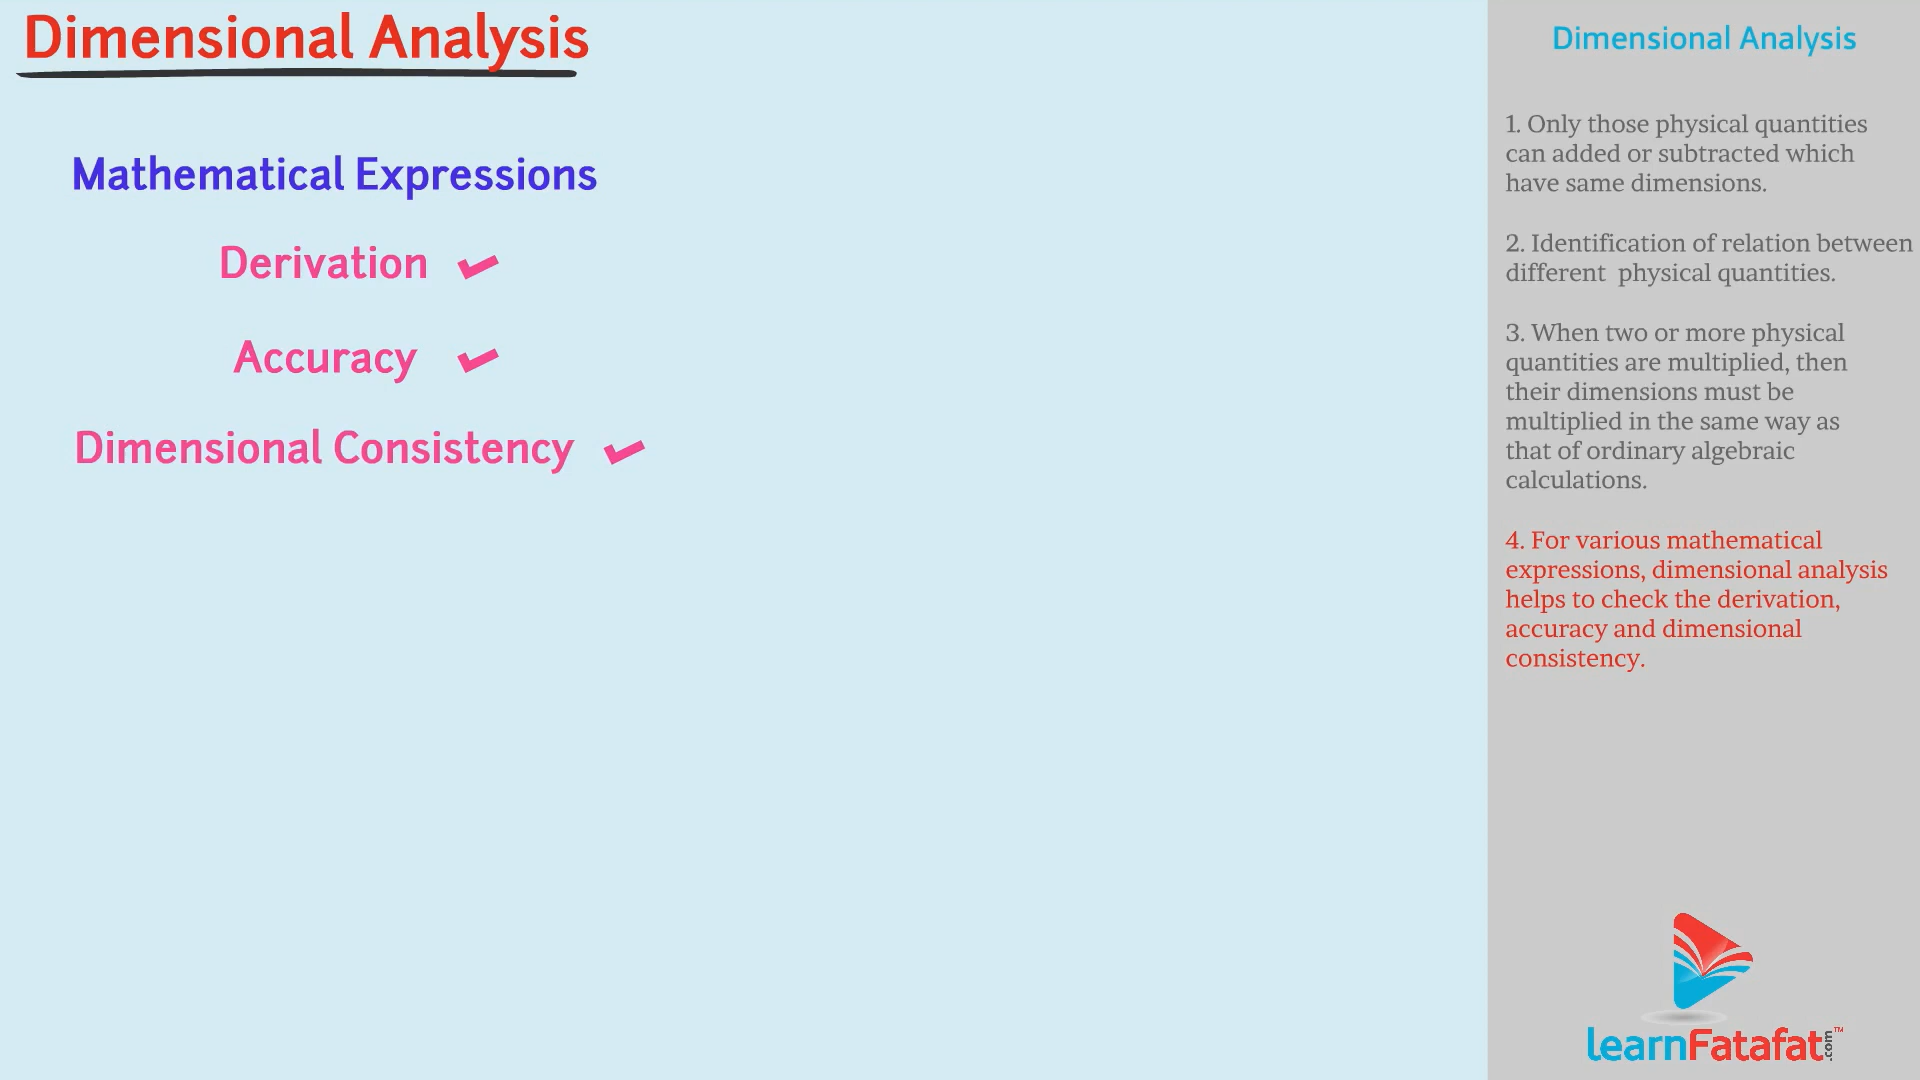 Dimensional Analysis
Mathematical Expressions
Derivation ✔
Accuracy ✔
Dimensional Consistency ✔
Dimensional Analysis
1. Only those physical quantities
can added or subtracted which
have same dimensions.
2. Identification of relation between
different  physical quantities.
3. When two or more physical
quantities are multiplied, then
their dimensions must be
multiplied in the same way as
that of ordinary algebraic
calculations.
4. For various mathematical
expressions, dimensional analysis
helps to check the derivation,
accuracy and dimensional
consistency.
learnFatafat.com™